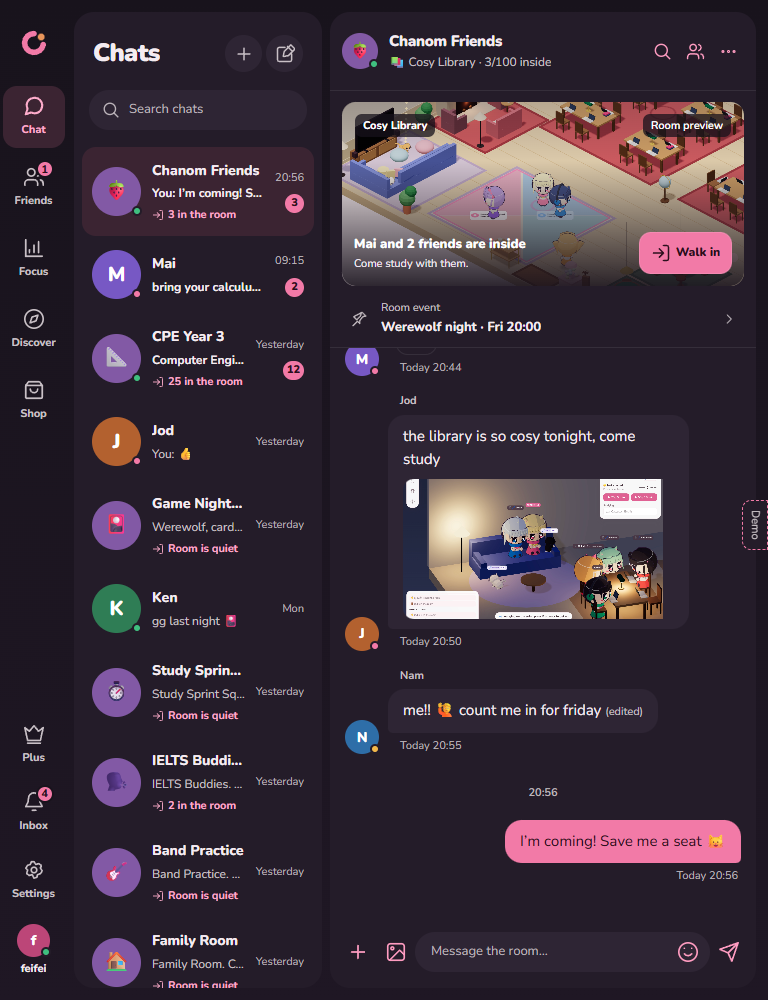 Chat
Friends
1
Focus
Discover
Shop
Plus
Inbox
4
Settings
f
feifei
Chats
Search chats
Chanom Friends
20:56
You: I'm coming! S...
3
3 in the room
M
Mai
09:15
bring your calculu...
2
CPE Year 3
Yesterday
Computer Engi...
12
25 in the room
J
Jod
Yesterday
You: 👍
Game Night...
Yesterday
Werewolf, card...
Room is quiet
K
Ken
Mon
gg last night 🎴
Study Sprin...
Yesterday
Study Sprint Sq...
Room is quiet
IELTS Buddi...
Yesterday
IELTS Buddies. ...
2 in the room
Band Practice
Yesterday
Band Practice. ...
Room is quiet
Family Room
Yesterday
Family Room. C...
Room is quiet
Chanom Friends
Cosy Library · 3/100 inside
Cosy Library
Room preview
Mai and 2 friends are inside
Come study with them.
Walk in
Room event
Werewolf night · Fri 20:00
M
Today 20:44
Jod
the library is so cosy tonight, come
study
J
Today 20:50
Nam
me!! 🙋 count me in for friday (edited)
N
Today 20:55
20:56
I'm coming! Save me a seat 😺
Today 20:56
Message the room...
Demo